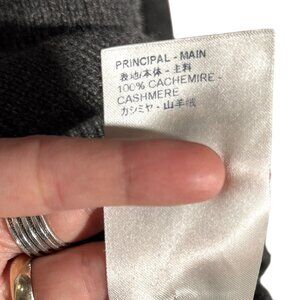 PRINCIPAL - MAIN
表地/本体 - 主料
100% CACHEMIRE -
CASHMERE
カシミヤ - 山羊绒